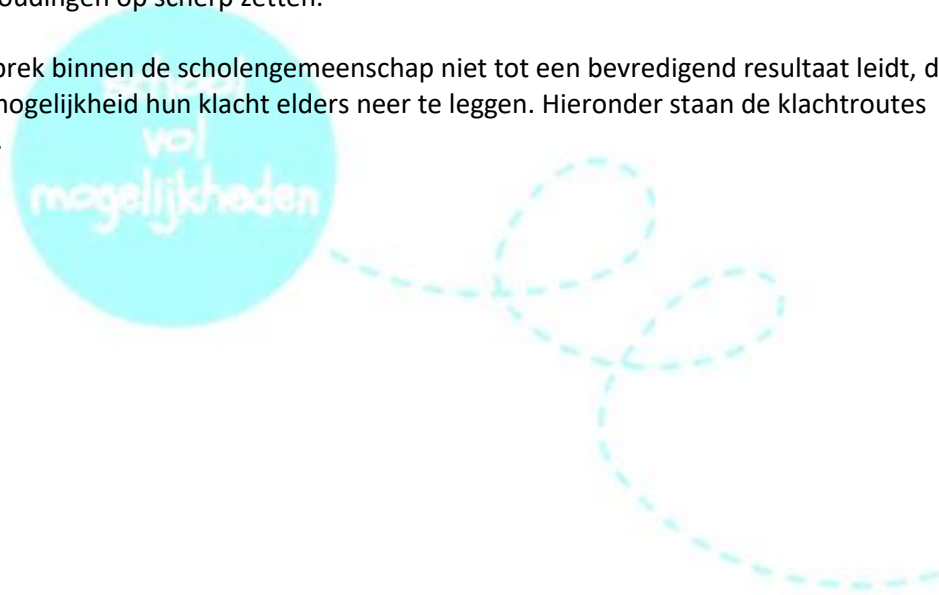 oudingen op scherp zetten.
prek binnen de scholengemeenschap niet tot een bevredigend resultaat leidt, d
mogelijkheid hun klacht elders neer te leggen. Hieronder staan de klachtroutes
school
vol
mogelijkheden